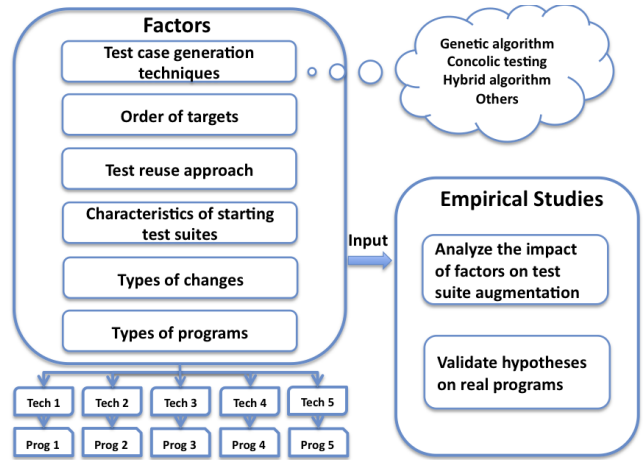 Factors
Test case generation
techniques
Order of targets
Test reuse approach
Characteristics of starting
test suites
Types of changes
Types of programs
Genetic algorithm
Concolic testing
Hybrid algorithm
Others
Input
Empirical Studies
Analyze the impact
of factors on test
suite augmentation
Validate hypotheses
on real programs
Tech 1
Tech 2
Tech 3
Tech 4
Tech 5
Prog 1
Prog 2
Prog 3
Prog 4
Prog 5